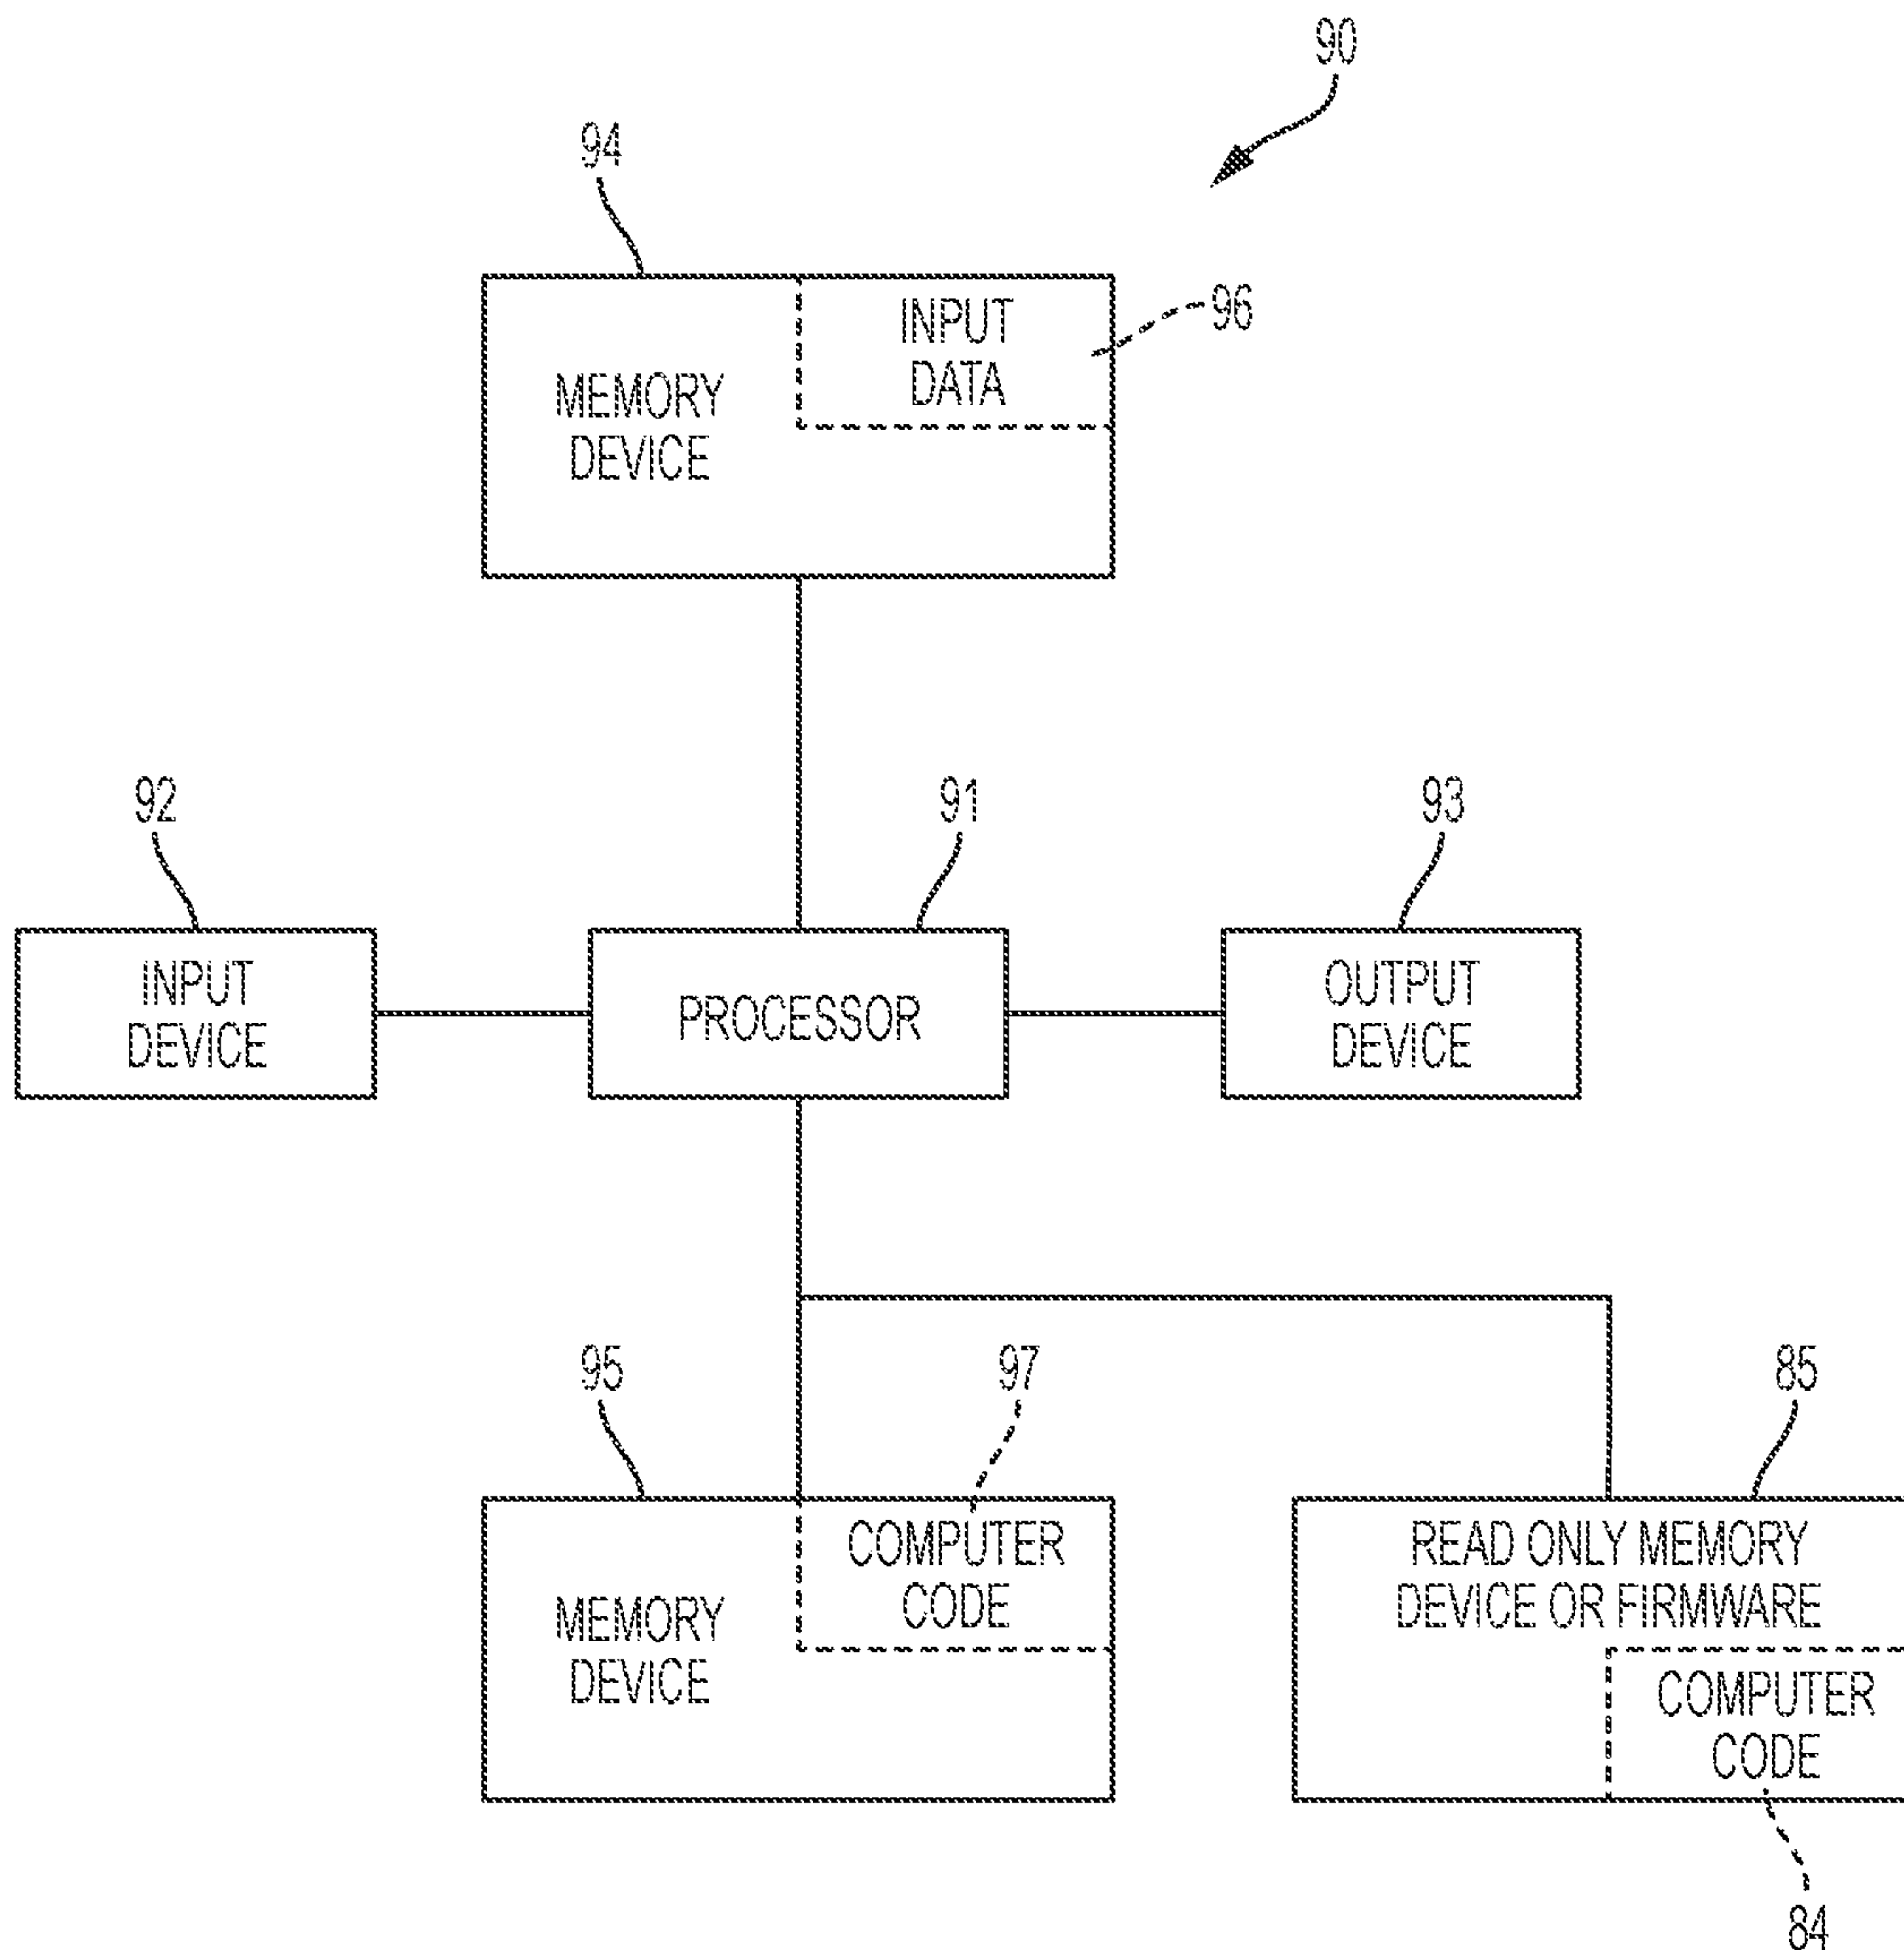 90
94
INPUT
DATA
96
MEMORY
DEVICE
92
91
93
INPUT
DEVICE
PROCESSOR
OUTPUT
DEVICE
95
97
85
COMPUTER
CODE
MEMORY
DEVICE
READ ONLY MEMORY
DEVICE OR FIRMWARE
COMPUTER
CODE
84